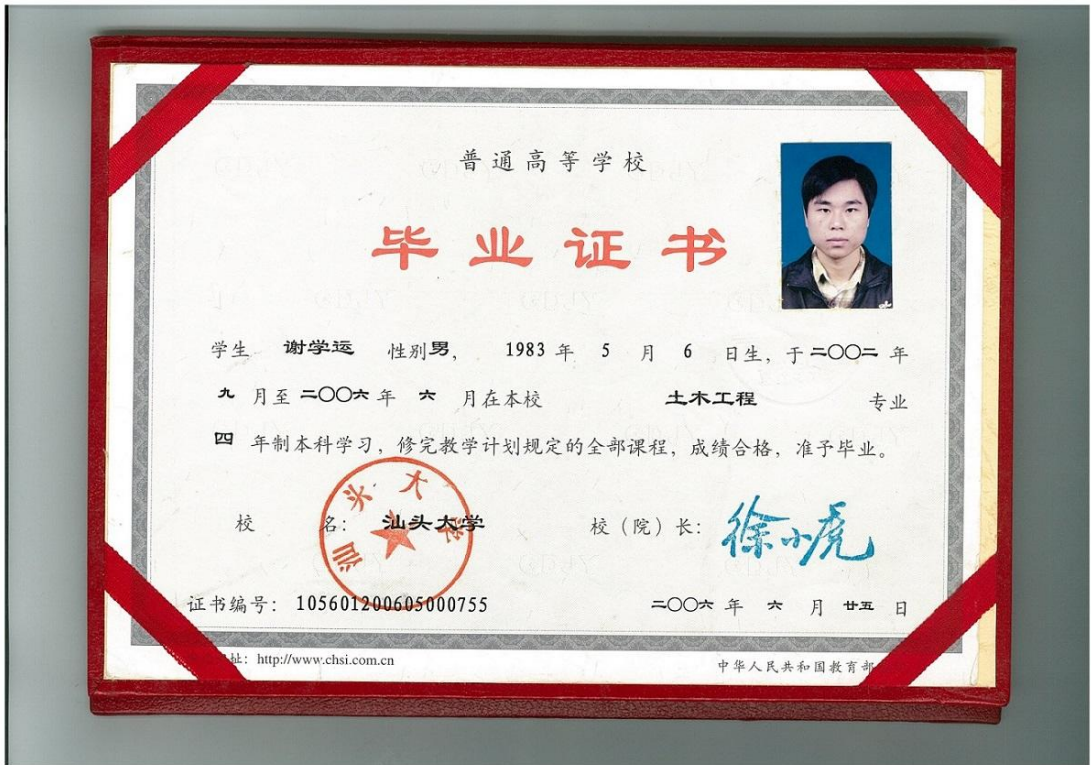 普通高等学校
毕业证书
学生 谢学运 性别男， 1983 年 5 月 6 日生，于二〇〇二年
九 月至二〇〇六年 六 月在本校 土木工程 专业
四 年制本科学习，修完教学计划规定的全部课程，成绩合格，准予毕业。
汕头大学
校 名：汕头大学 校（院）长：徐小虎
证书编号：105601200605000755 二〇〇六 年 六 月 廿五 日
址：http://www.chsi.com.cn 中华人民共和国教育部